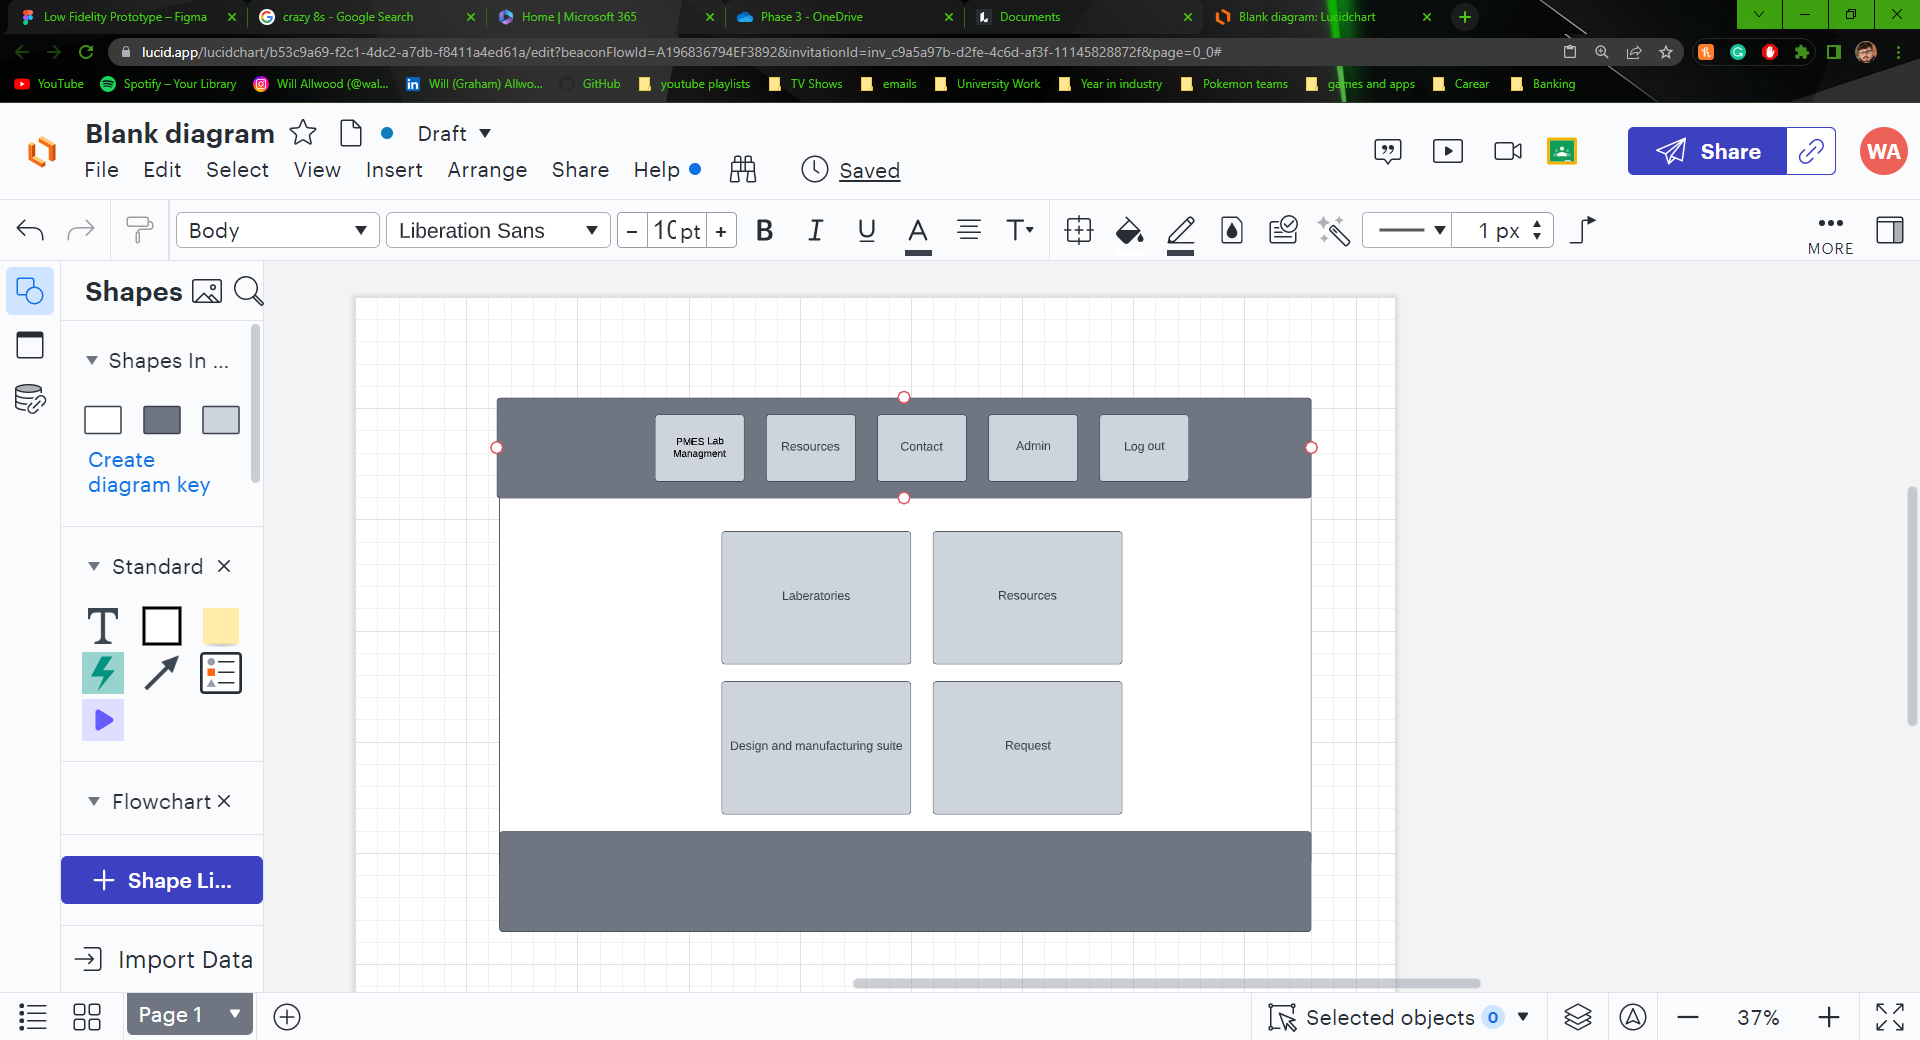 Low Fidelity Prototype – Figma
crazy 8s - Google Search
Home | Microsoft 365
Phase 3 - OneDrive
Documents
Blank diagram: Lucidchart
lucid.app/lucidchart/b53c9a69-f2c1-4dc2-a7db-f8411a4ed61a/edit?beaconFlowId=A196836794EF3892&invitationId=inv_c9a5a97b-d2fe-4c6d-af3f-11145828872f&page=0_0#
YouTube
Spotify – Your Library
Will Allwood (@wal...
Will (Graham) Allwo...
GitHub
youtube playlists
TV Shows
emails
University Work
Year in industry
Pokemon teams
games and apps
Carear
Banking
Blank diagram
Draft
File Edit Select View Insert Arrange Share Help
Saved
Share
WA
Body
Liberation Sans
10 pt
B I U A T
1 px
MORE
Shapes
Shapes In ...
Create
diagram key
Standard
T
Flowchart
Shape Li...
Import Data
PMES Lab
Managment
Resources
Contact
Admin
Log out
Laberatories
Resources
Design and manufacturing suite
Request
Page 1
Selected objects 0
37%